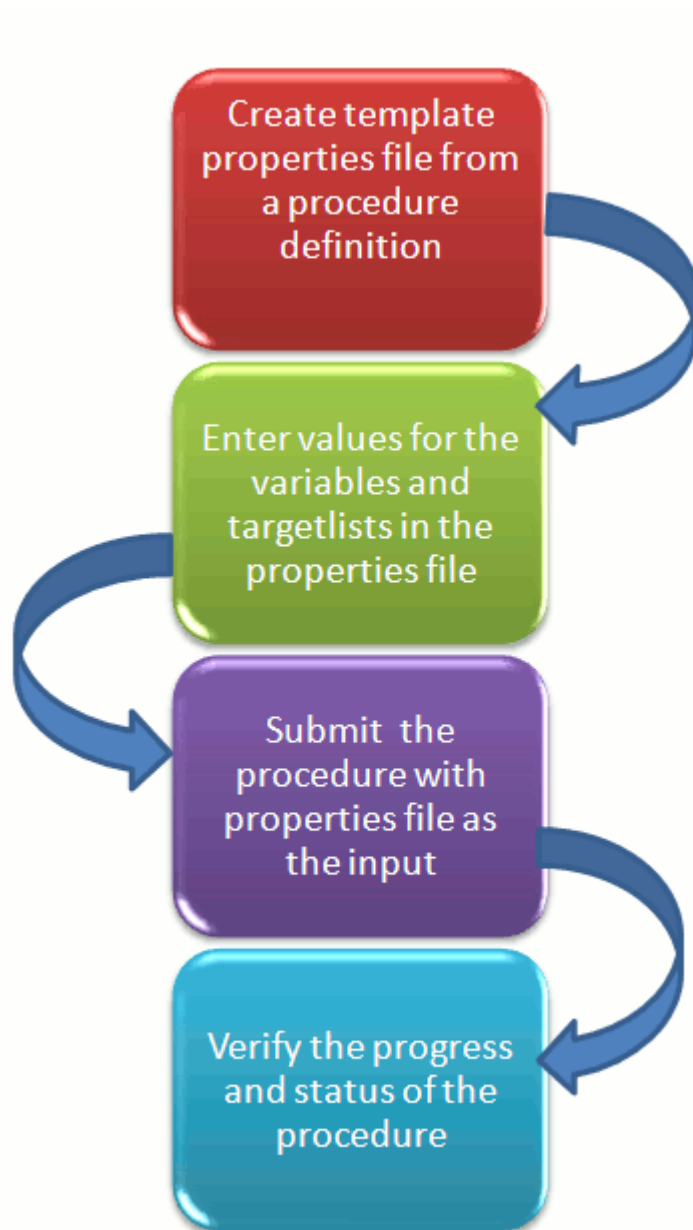 Create template
properties file from
a procedure
definition
Enter values for the
variables and
targetlists in the
properties file
Submit the
procedure with
properties file as
the input
Verify the progress
and status of the
procedure